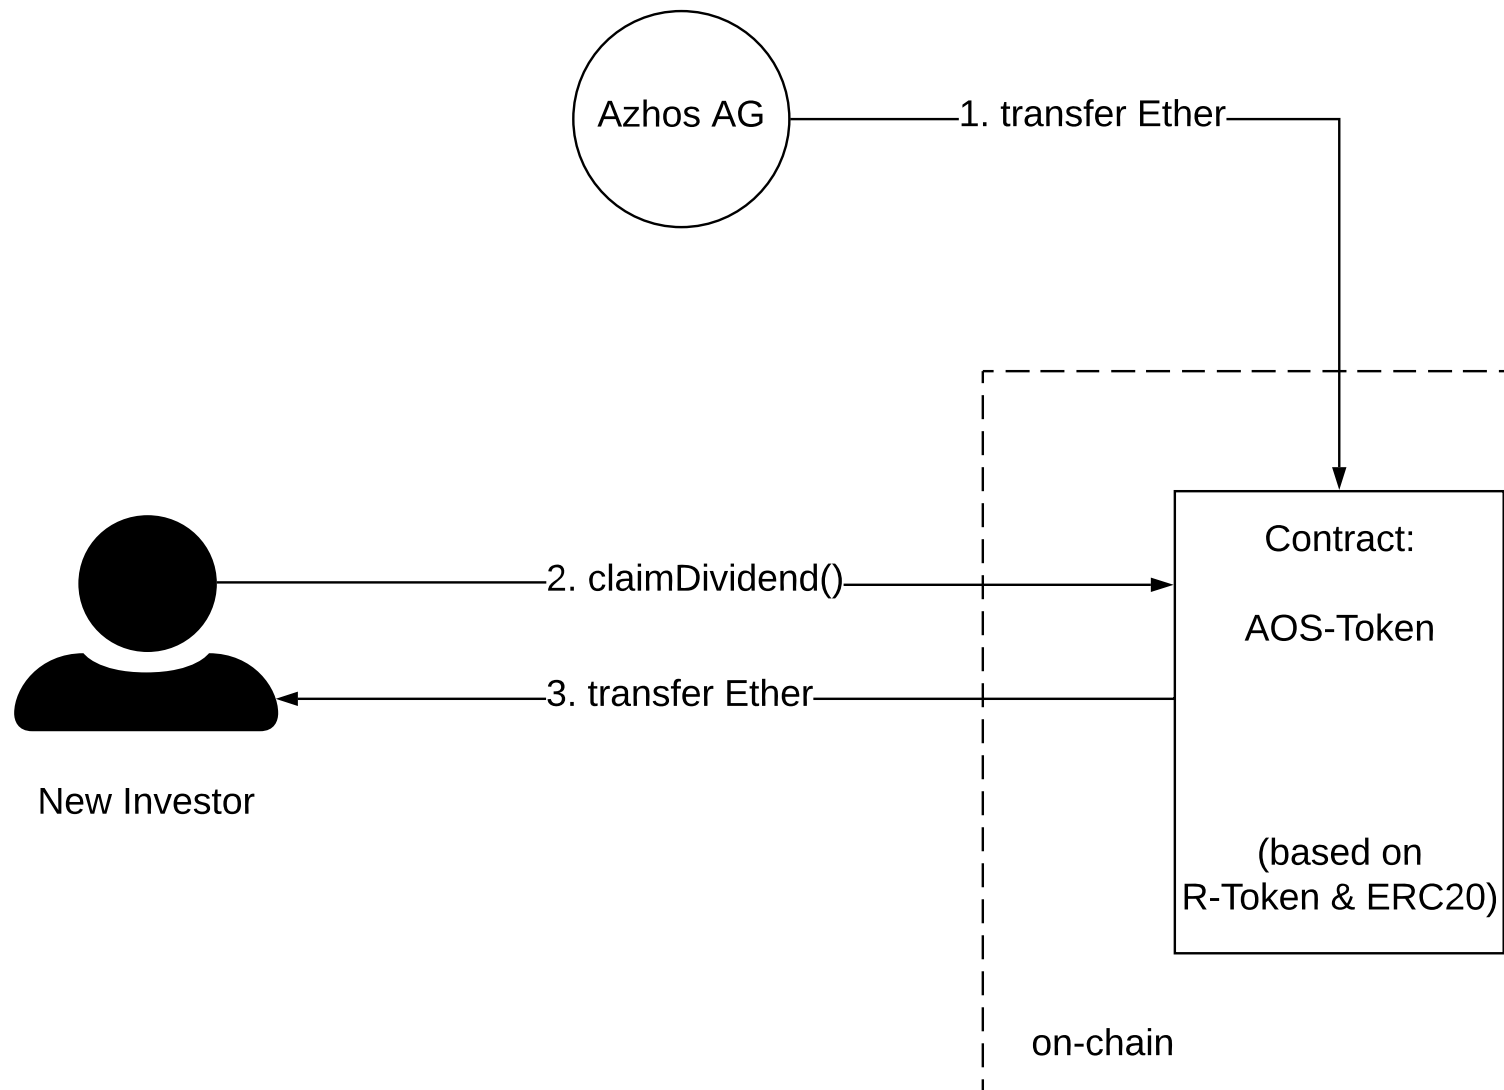 Azhos AG
1. transfer Ether
Contract:
AOS-Token
2. claimDividend()
3. transfer Ether
New Investor
(based on
R-Token & ERC20)
on-chain